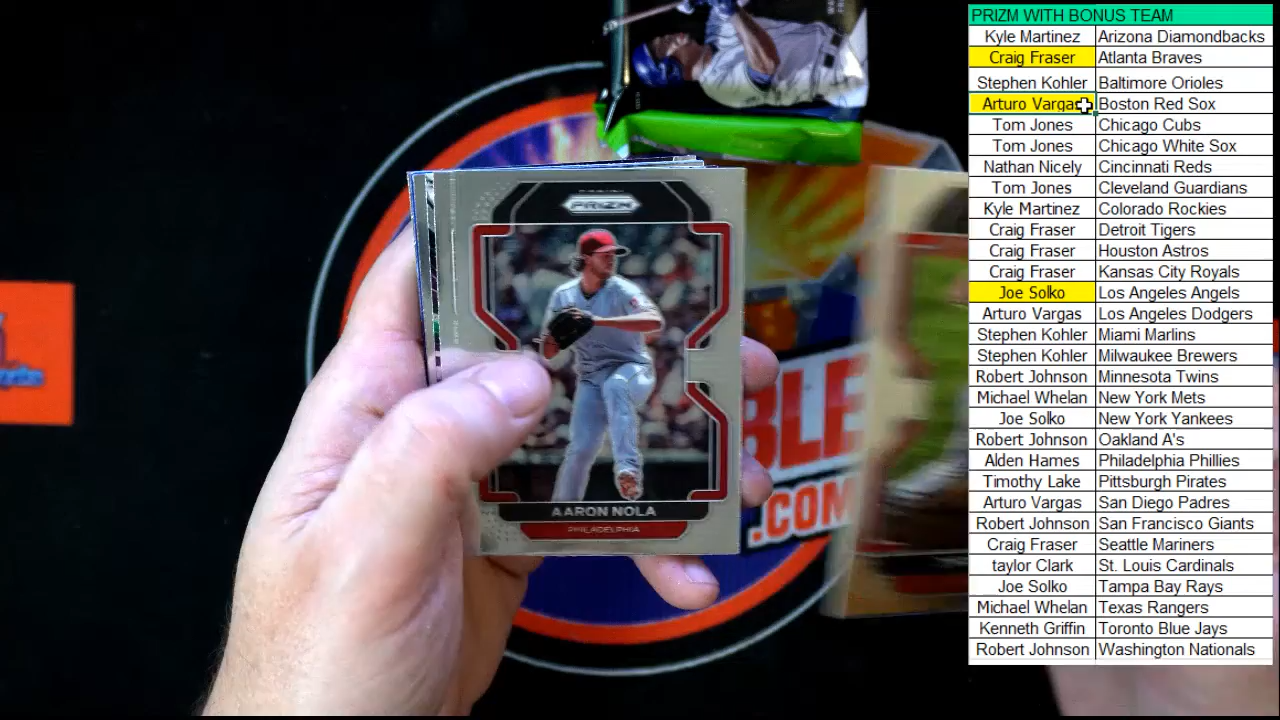 PRIZM WITH BONUS TEAM
Kyle Martinez Arizona Diamondbacks
Craig Fraser Atlanta Braves
Stephen Kohler Baltimore Orioles
Arturo Vargas Boston Red Sox
Tom Jones Chicago Cubs
Tom Jones Chicago White Sox
Nathan Nicely Cincinnati Reds
Tom Jones Cleveland Guardians
Kyle Martinez Colorado Rockies
Craig Fraser Detroit Tigers
Craig Fraser Houston Astros
Craig Fraser Kansas City Royals
Joe Solko Los Angeles Angels
Arturo Vargas Los Angeles Dodgers
Stephen Kohler Miami Marlins
Stephen Kohler Milwaukee Brewers
Robert Johnson Minnesota Twins
Michael Whelan New York Mets
Joe Solko New York Yankees
Robert Johnson Oakland A's
Alden Hames Philadelphia Phillies
Timothy Lake Pittsburgh Pirates
Arturo Vargas San Diego Padres
Robert Johnson San Francisco Giants
Craig Fraser Seattle Mariners
taylor Clark St. Louis Cardinals
Joe Solko Tampa Bay Rays
Michael Whelan Texas Rangers
Kenneth Griffin Toronto Blue Jays
Robert Johnson Washington Nationals
PRIZM
AARON NOLA
PHILADELPHIA
BLE
.COM